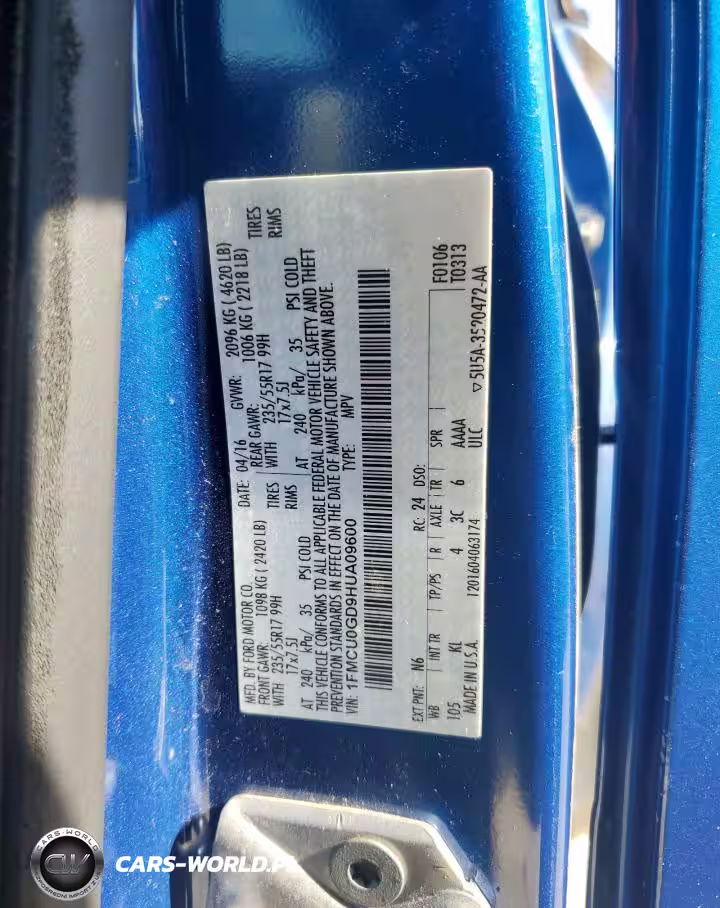 MFD. BY FORD MOTOR CO. DATE: 04/16 GVWR: 2096 KG ( 4620 LB)
FRONT GAWR: 1098 KG ( 2420 LB) REAR GAWR: 1006 KG ( 2218 LB)
WITH 235/55R17 99H TIRES WITH 235/55R17 99H TIRES
17x7.5J RIMS 17x7.5J RIMS
AT 240 kPa/ 35 PSI COLD AT 240 kPa/ 35 PSI COLD
THIS VEHICLE CONFORMS TO ALL APPLICABLE FEDERAL MOTOR VEHICLE SAFETY AND THEFT
PREVENTION STANDARDS IN EFFECT ON THE DATE OF MANUFACTURE SHOWN ABOVE.
VIN: 1FMCU0GD9HUA09600 TYPE: MPV
EXT PNT: N6 RC: 24 DSO: F0106
WB INT TR TP/PS R AXLE TR SPR T0313
105 KL 4 3C 6 AAAA
MADE IN U.S.A. 1201604063174 ULC ▽5U5A-3520472-AA
CARS-WORLD
CW
CARS-WORLD.P